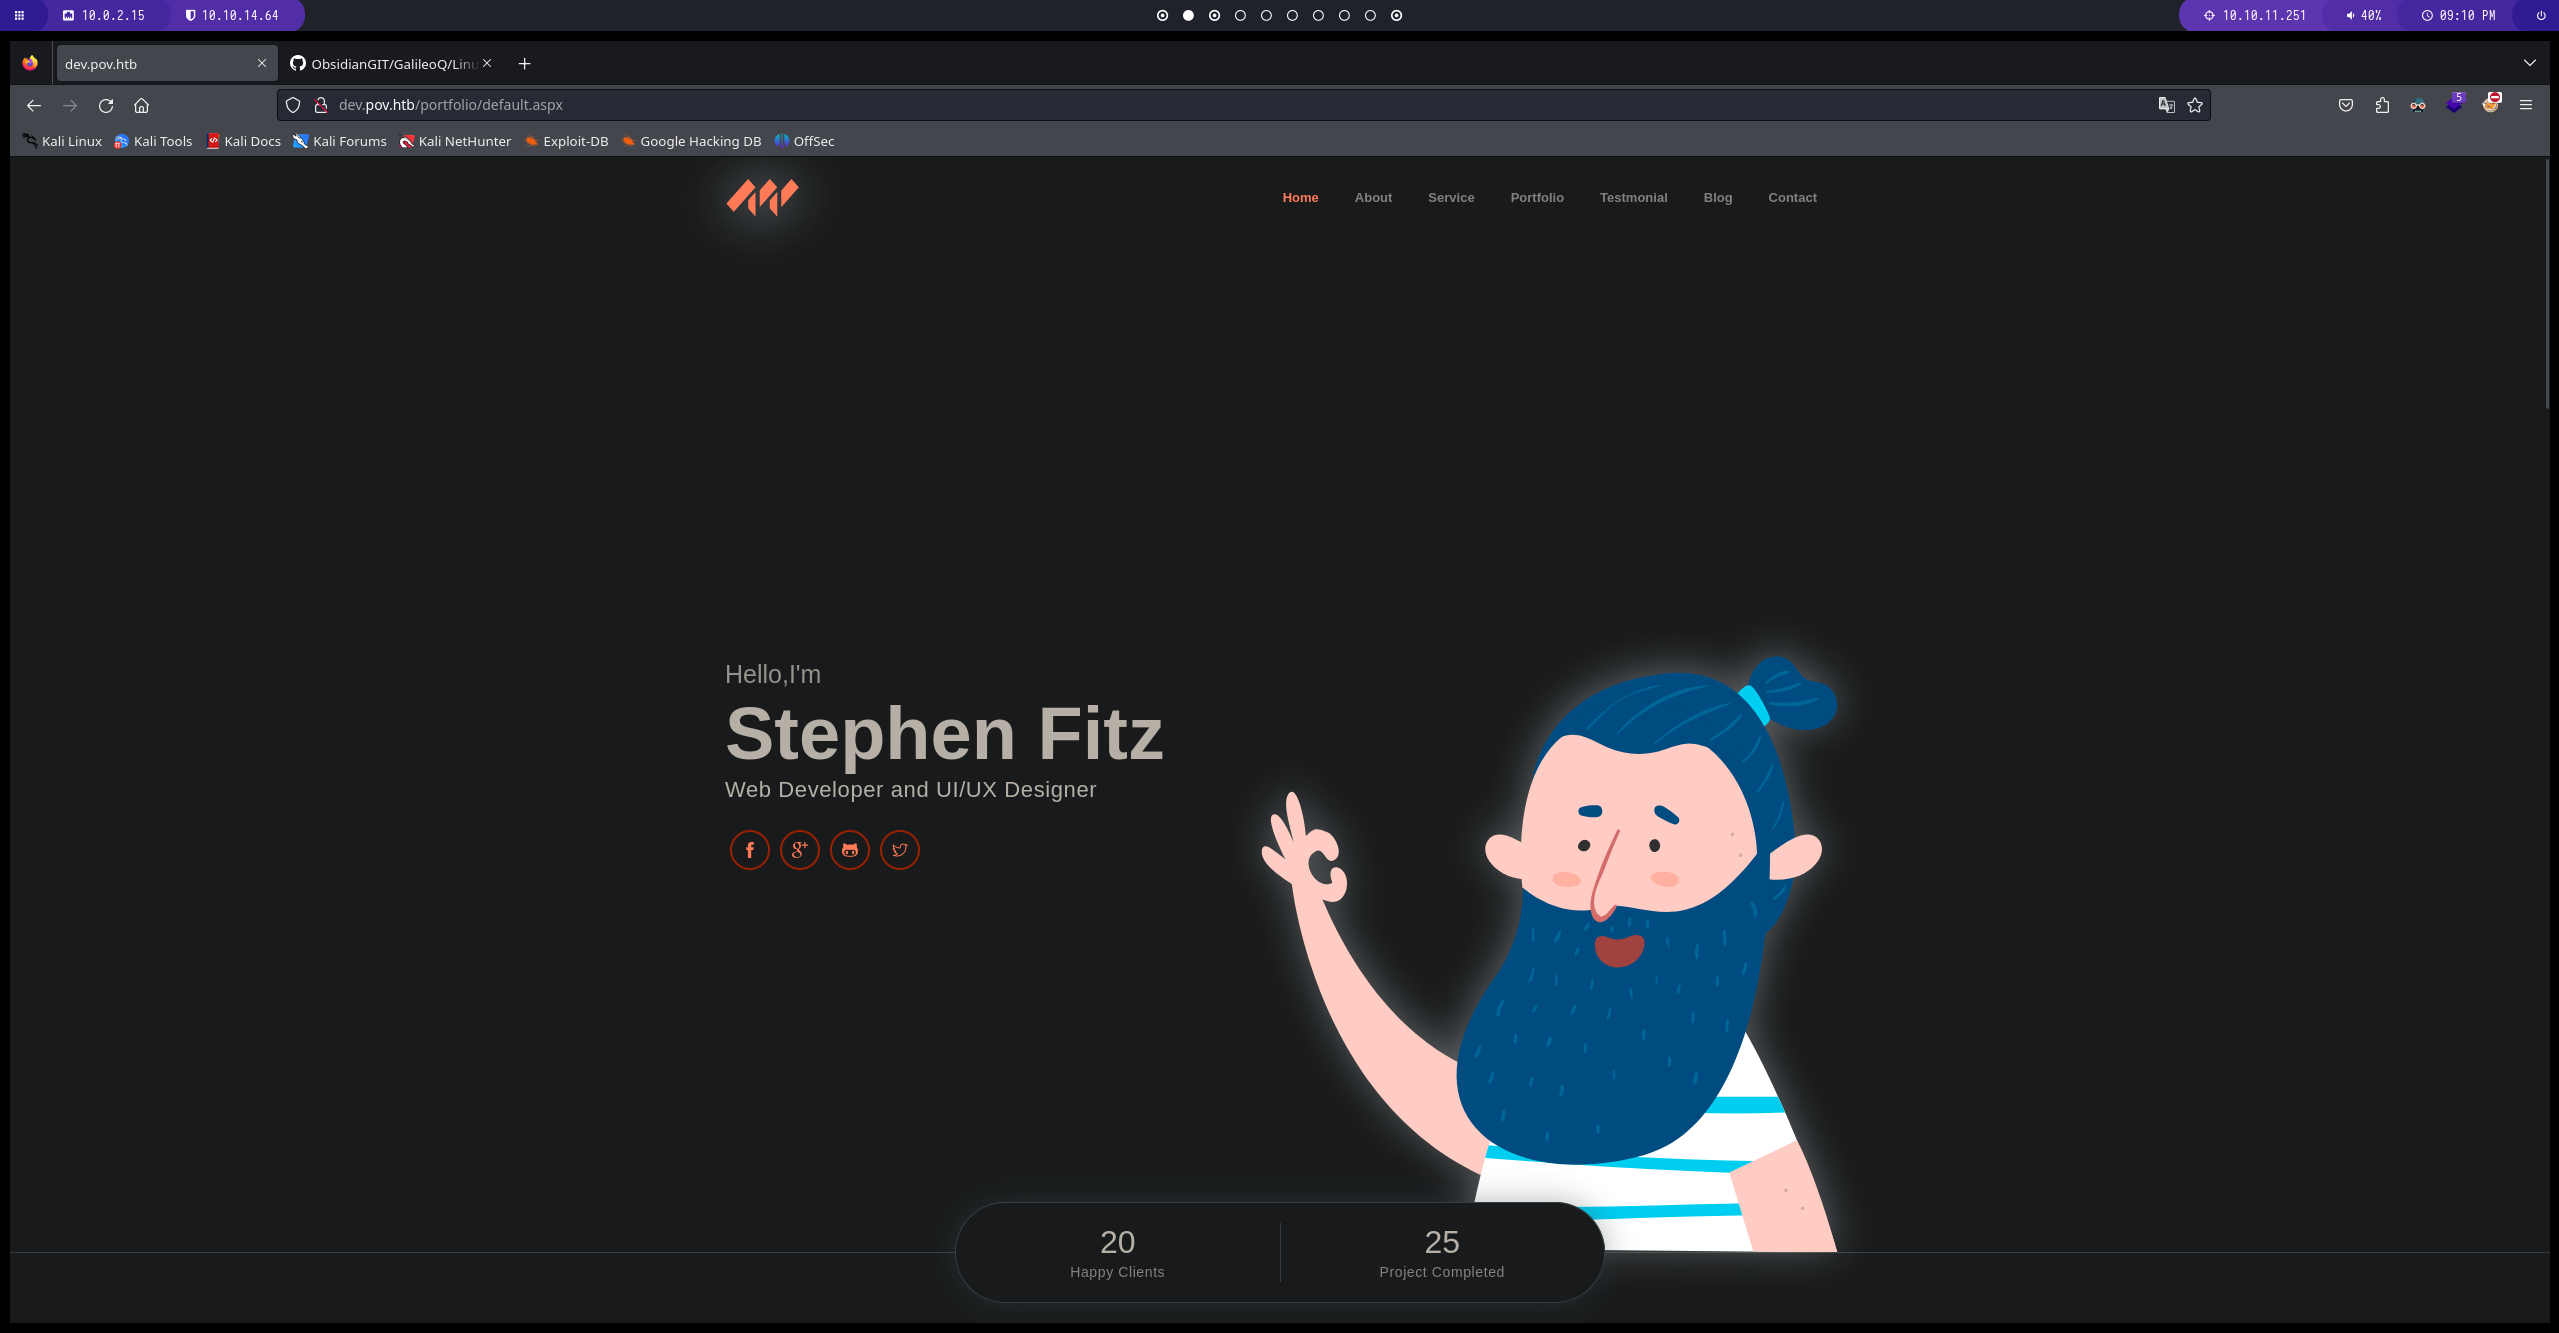 10.0.2.15 10.10.14.64 10.10.11.251 40% 09:10 PM
dev.pov.htb ObsidianGIT/GalileoQ/Linu
dev.pov.htb/portfolio/default.aspx 5
Kali Linux Kali Tools Kali Docs Kali Forums Kali NetHunter Exploit-DB Google Hacking DB OffSec
Home About Service Portfolio Testmonial Blog Contact
Hello,I'm
Stephen Fitz
Web Developer and UI/UX Designer
20 25
Happy Clients Project Completed